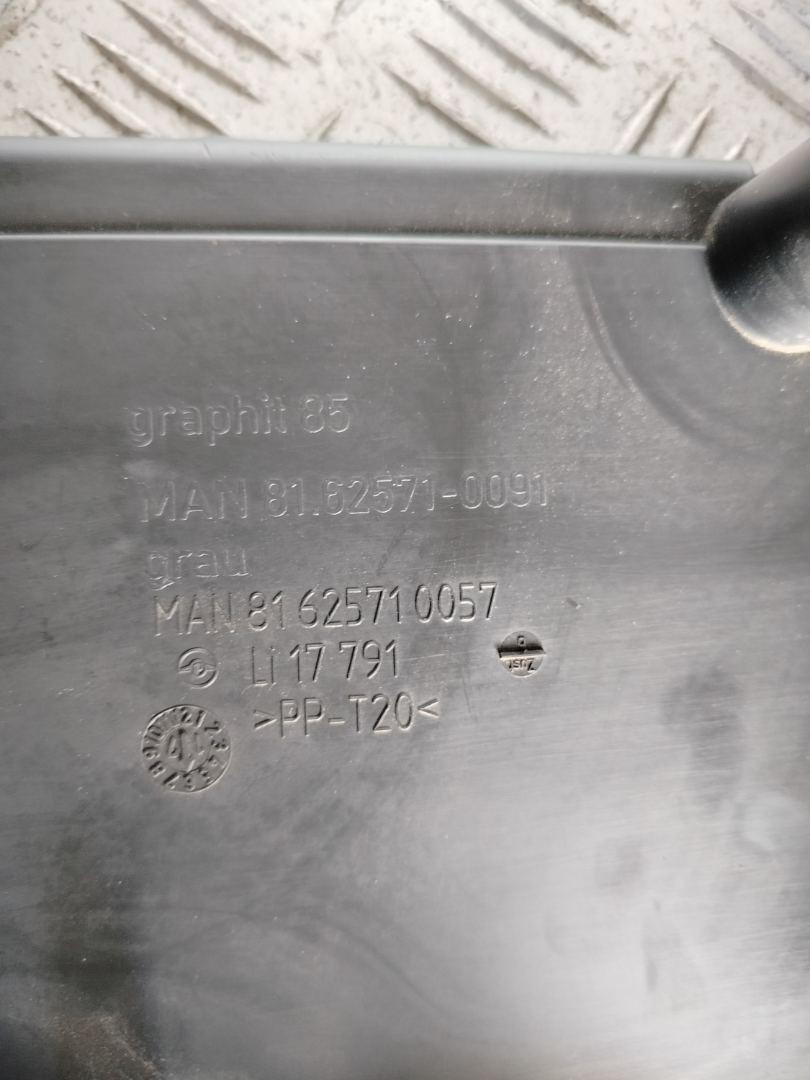 graphit 85
MAN 81.62571-0091
grau
MAN 81 62571 0057
Li 17 791
>PP-T20<